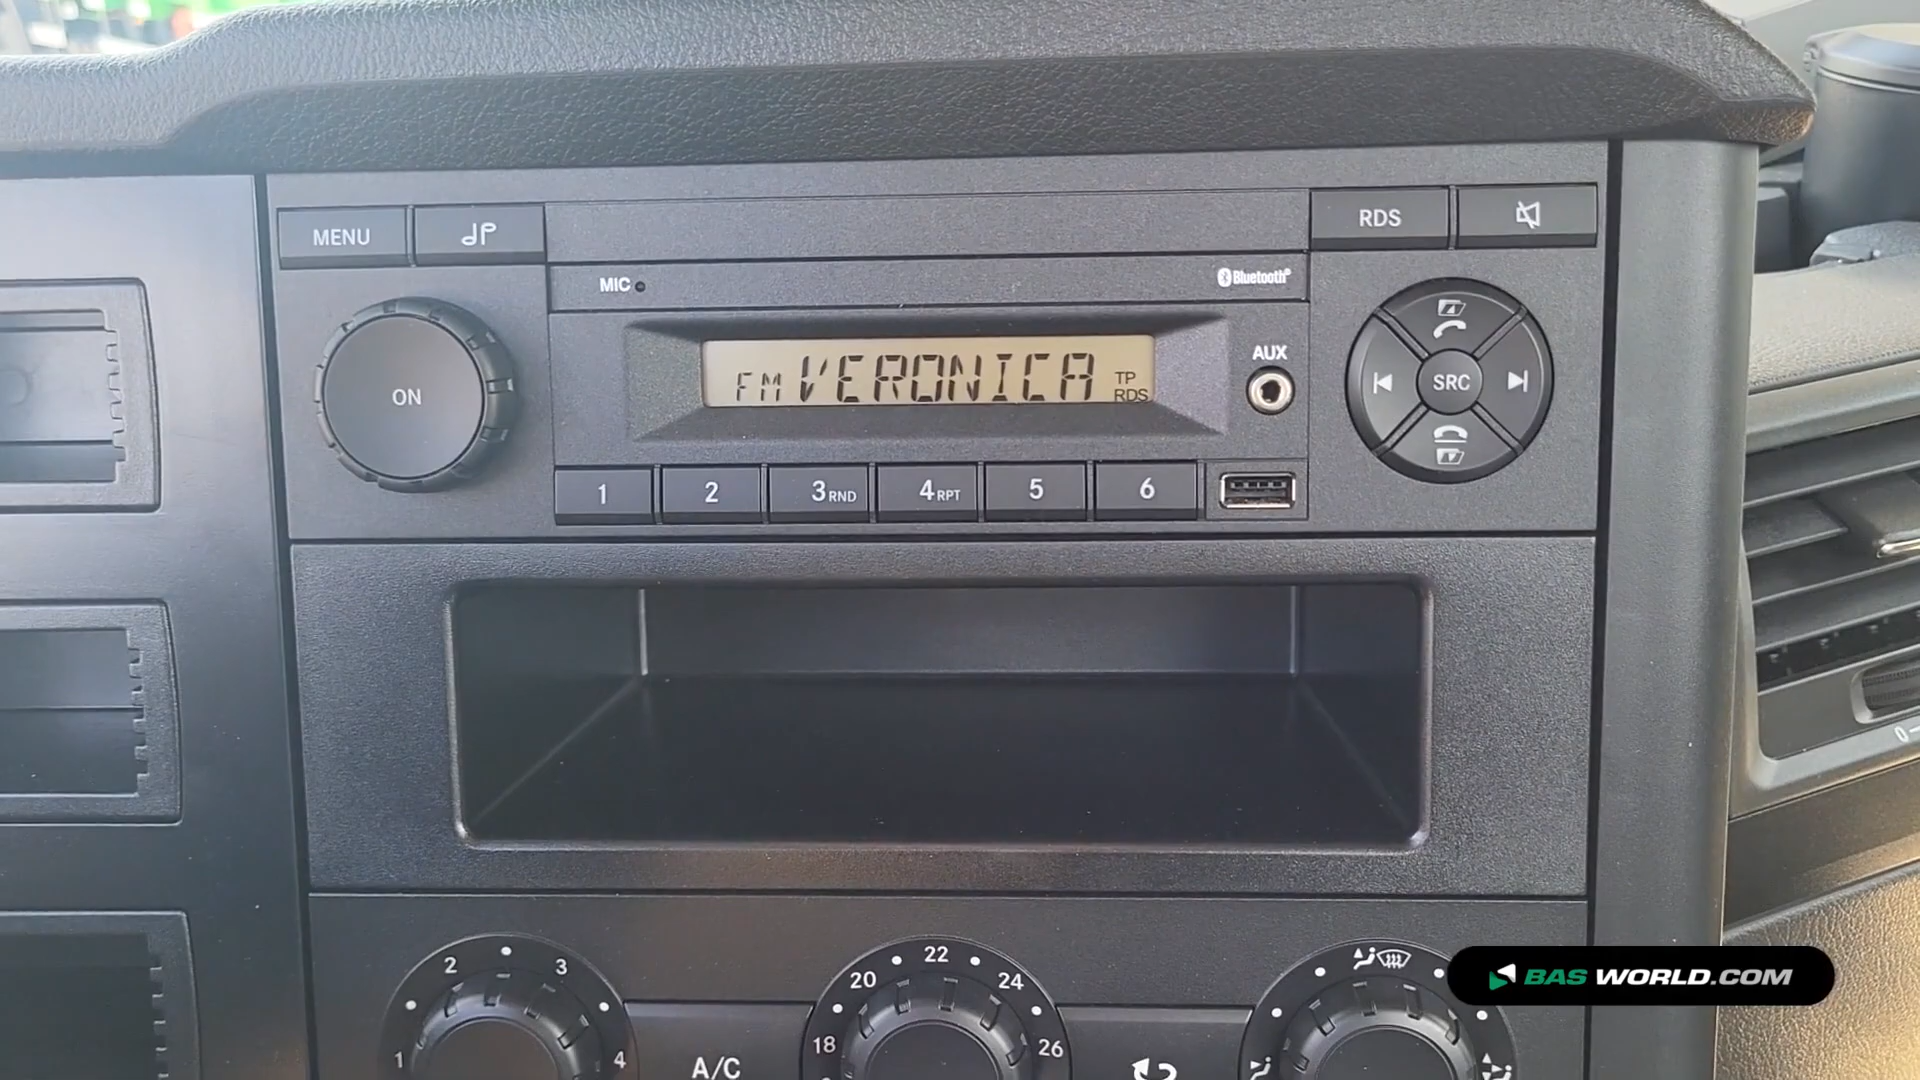 MENU
RDS
MIC
Bluetooth®
ON
FM VERONICA TP RDS
AUX
SRC
1 2 3 RND 4 RPT 5 6
1 2 3 4
A/C
18 20 22 24 26
0
BAS WORLD.COM